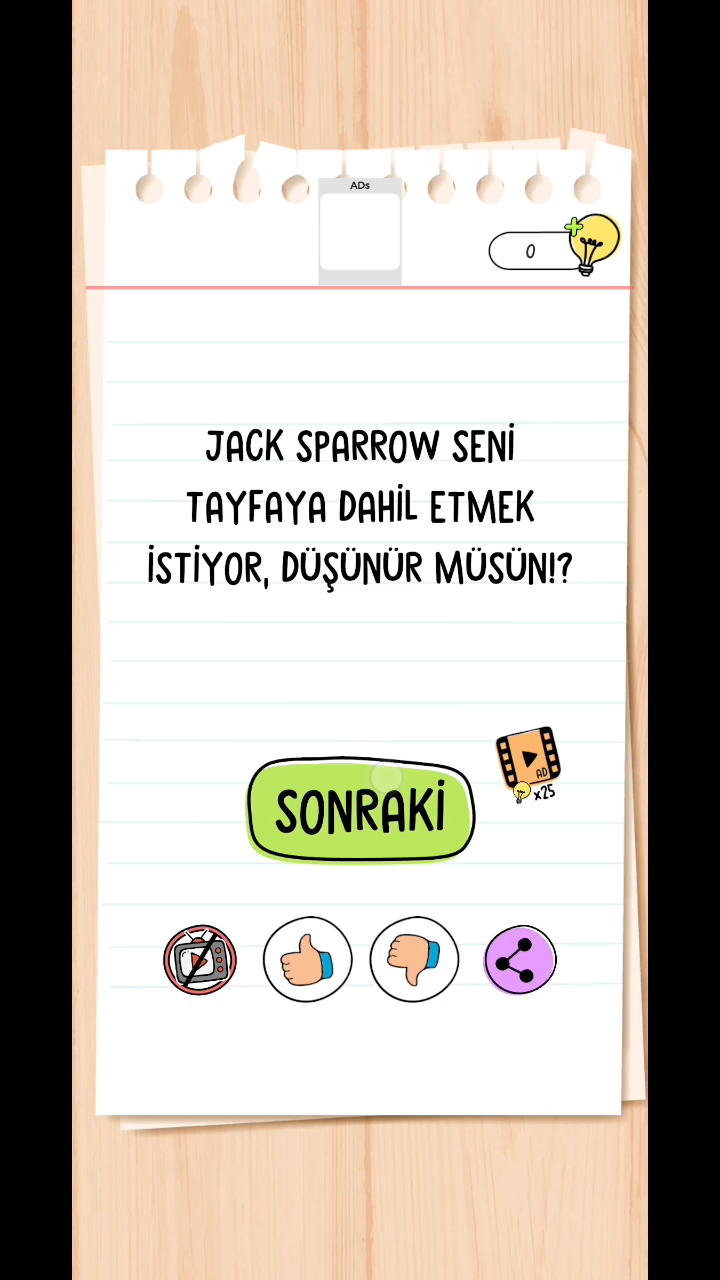 ADs
0
JACK SPARROW SENİ
TAYFAYA DAHİL ETMEK
İSTİYOR, DÜŞÜNÜR MÜSÜN!?
AD
x25
SONRAKİ